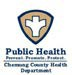 Public Health
Prevent. Promote. Protect.
Chemung County Health
Department